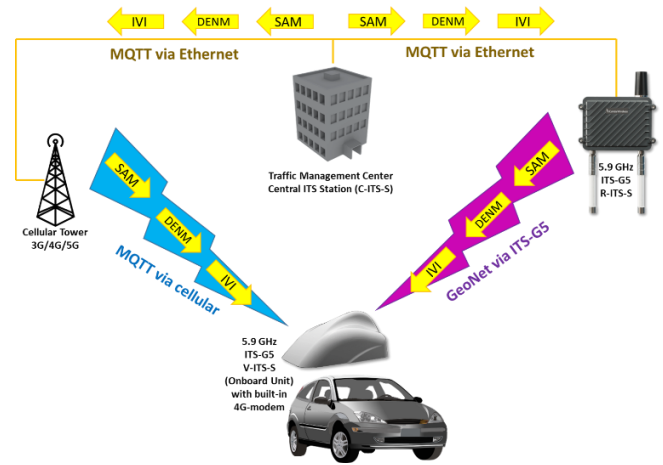 IVI
DENM
SAM
SAM
DENM
IVI
MQTT via Ethernet
MQTT via Ethernet
Traffic Management Center
Central ITS Station (C-ITS-S)
5.9 GHz
ITS-G5
R-ITS-S
Cellular Tower
3G/4G/5G
SAM
DENM
IVI
MQTT via cellular
SAM
DENM
IVI
GeoNet via ITS-G5
5.9 GHz
ITS-G5
V-ITS-S
(Onboard Unit)
with built-in
4G-modem